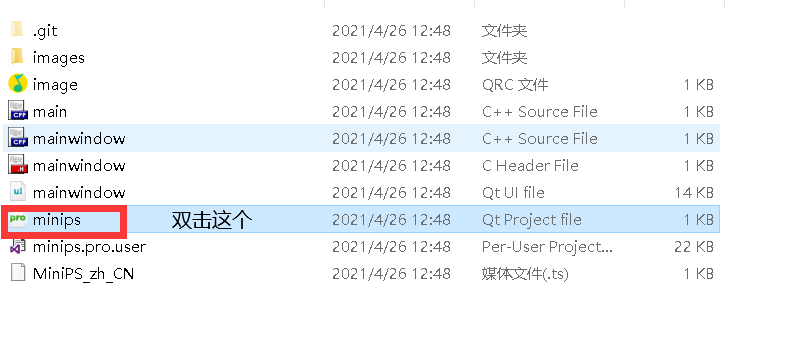 .git 2021/4/26 12:48 文件夹
images 2021/4/26 12:48 文件夹
image 2021/4/26 12:48 QRC 文件 1 KB
CPP main 2021/4/26 12:48 C++ Source File 1 KB
CPP mainwindow 2021/4/26 12:48 C++ Source File 1 KB
.H mainwindow 2021/4/26 12:48 C Header File 1 KB
ui mainwindow 2021/4/26 12:48 Qt UI file 14 KB
pro minips 双击这个 2021/4/26 12:48 Qt Project file 1 KB
minips.pro.user 2021/4/26 12:48 Per-User Project... 22 KB
MiniPS_zh_CN 2021/4/26 12:48 媒体文件(.ts) 1 KB